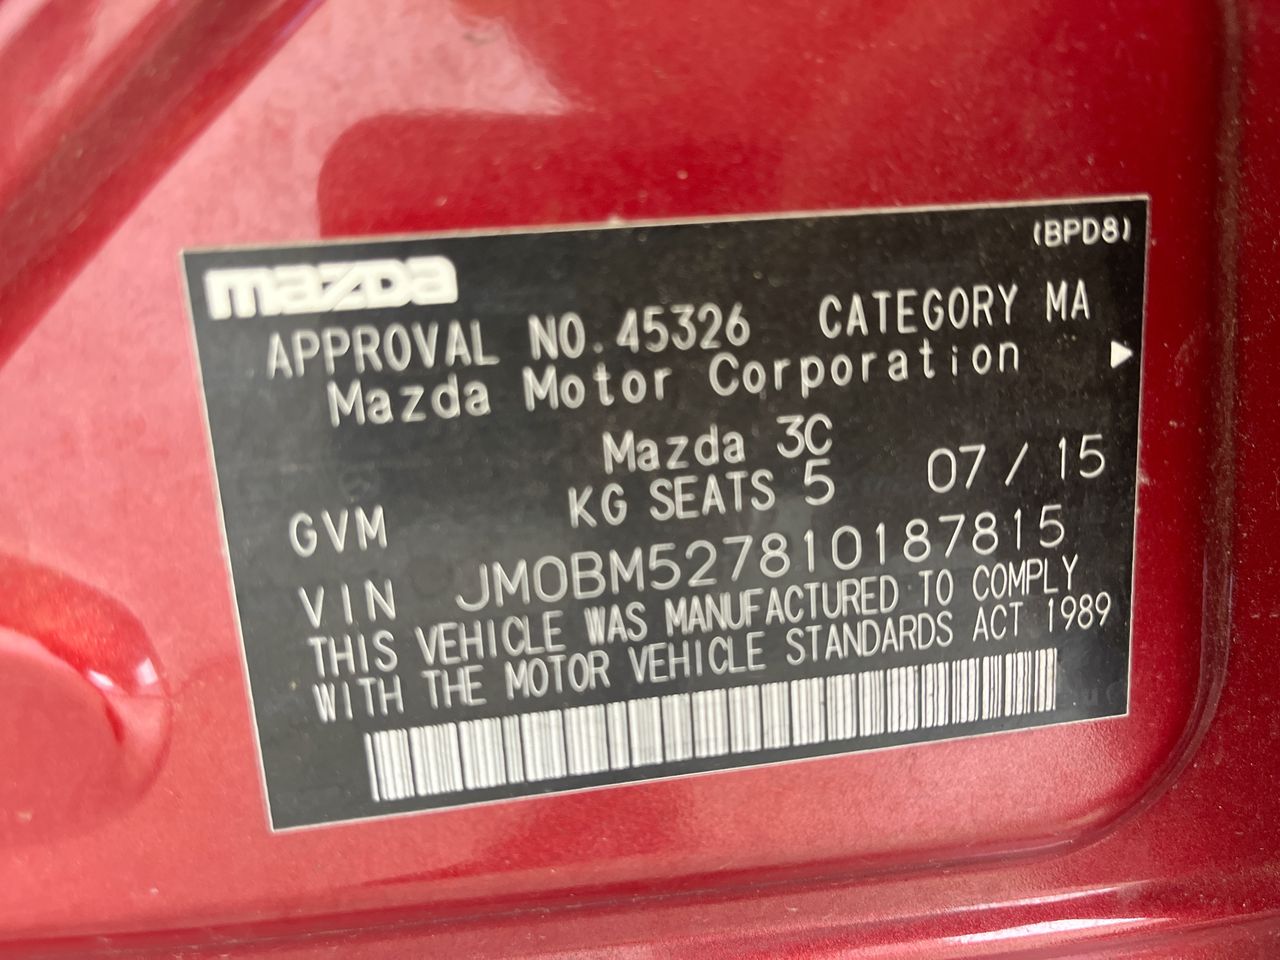 (BPD8)
mazda
APPROVAL NO.45326 CATEGORY MA
Mazda Motor Corporation
Mazda 3C
GVM KG SEATS 5 07/15
VIN JM0BM527810187815
THIS VEHICLE WAS MANUFACTURED TO COMPLY
WITH THE MOTOR VEHICLE STANDARDS ACT 1989